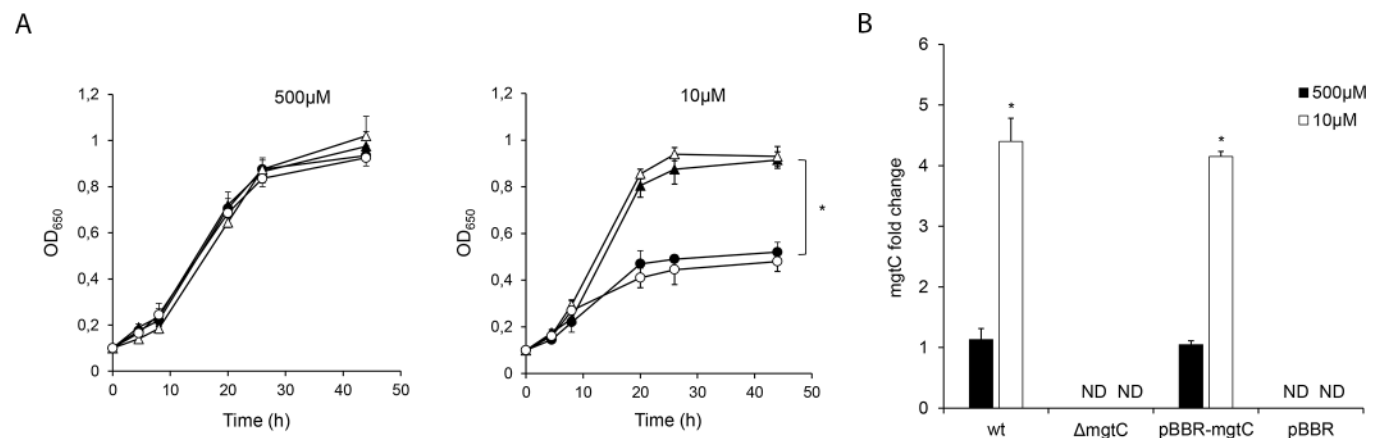 A
500µM
1,2
1
0,8
0,6
0,4
0,2
0
OD650
0 10 20 30 40 50
Time (h)
10µM
1,2
1
0,8
0,6
0,4
0,2
0
OD650
*
0 10 20 30 40 50
Time (h)
B
6
5
4
3
2
1
0
mgtC fold change
500µM
10µM
*
*
ND ND
ND ND
wt ΔmgtC pBBR-mgtC pBBR